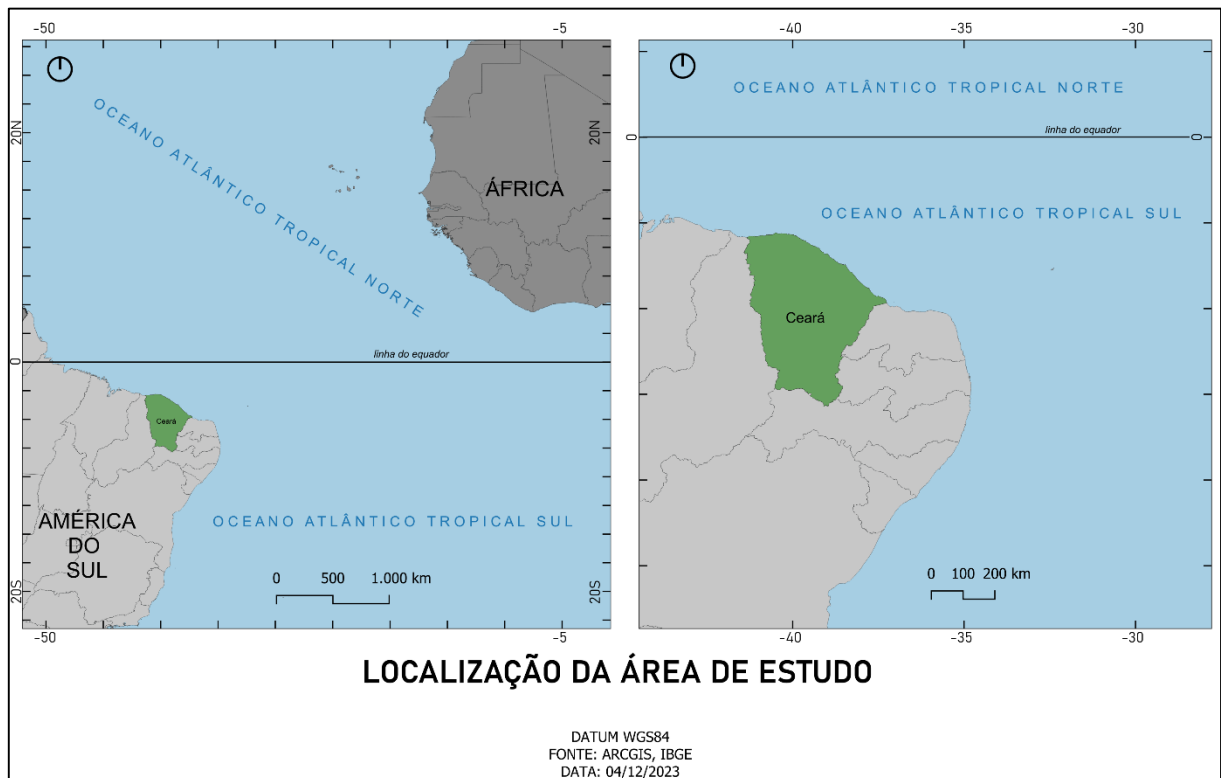 -50
-5
-40
-35
-30
OCEANO ATLÂNTICO TROPICAL NORTE
20N
20N
ÁFRICA
linha do equador
0
Ceará
AMÉRICA
DO
SUL
OCEANO ATLÂNTICO TROPICAL SUL
0 500 1.000 km
20S
20S
-50
-5
OCEANO ATLÂNTICO TROPICAL NORTE
linha do equador
0
0
OCEANO ATLÂNTICO TROPICAL SUL
Ceará
0 100 200 km
-40
-35
-30
LOCALIZAÇÃO DA ÁREA DE ESTUDO
DATUM WGS84
FONTE: ARCGIS, IBGE
DATA: 04/12/2023